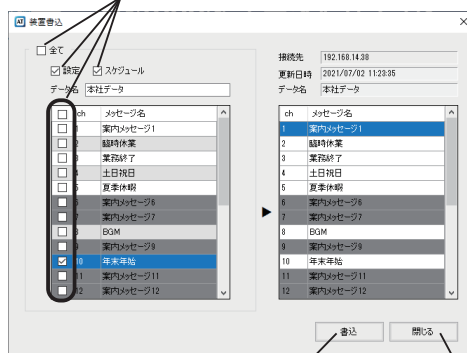 装置書込
全て
設定 スケジュール
データ名 本社データ
ch メッセージ名
1 案内メッセージ1
2 臨時休業
3 業務終了
4 土日祝日
5 夏季休暇
6 案内メッセージ6
7 案内メッセージ7
8 BGM
9 案内メッセージ9
10 年末年始
11 案内メッセージ11
12 案内メッセージ12
接続先 192.168.14.38
更新日時 2021/07/02 11:23:35
データ名 本社データ
ch メッセージ名
1 案内メッセージ1
2 臨時休業
3 業務終了
4 土日祝日
5 夏季休暇
6 案内メッセージ6
7 案内メッセージ7
8 BGM
9 案内メッセージ9
10 年末年始
11 案内メッセージ11
12 案内メッセージ12
書込 閉じる